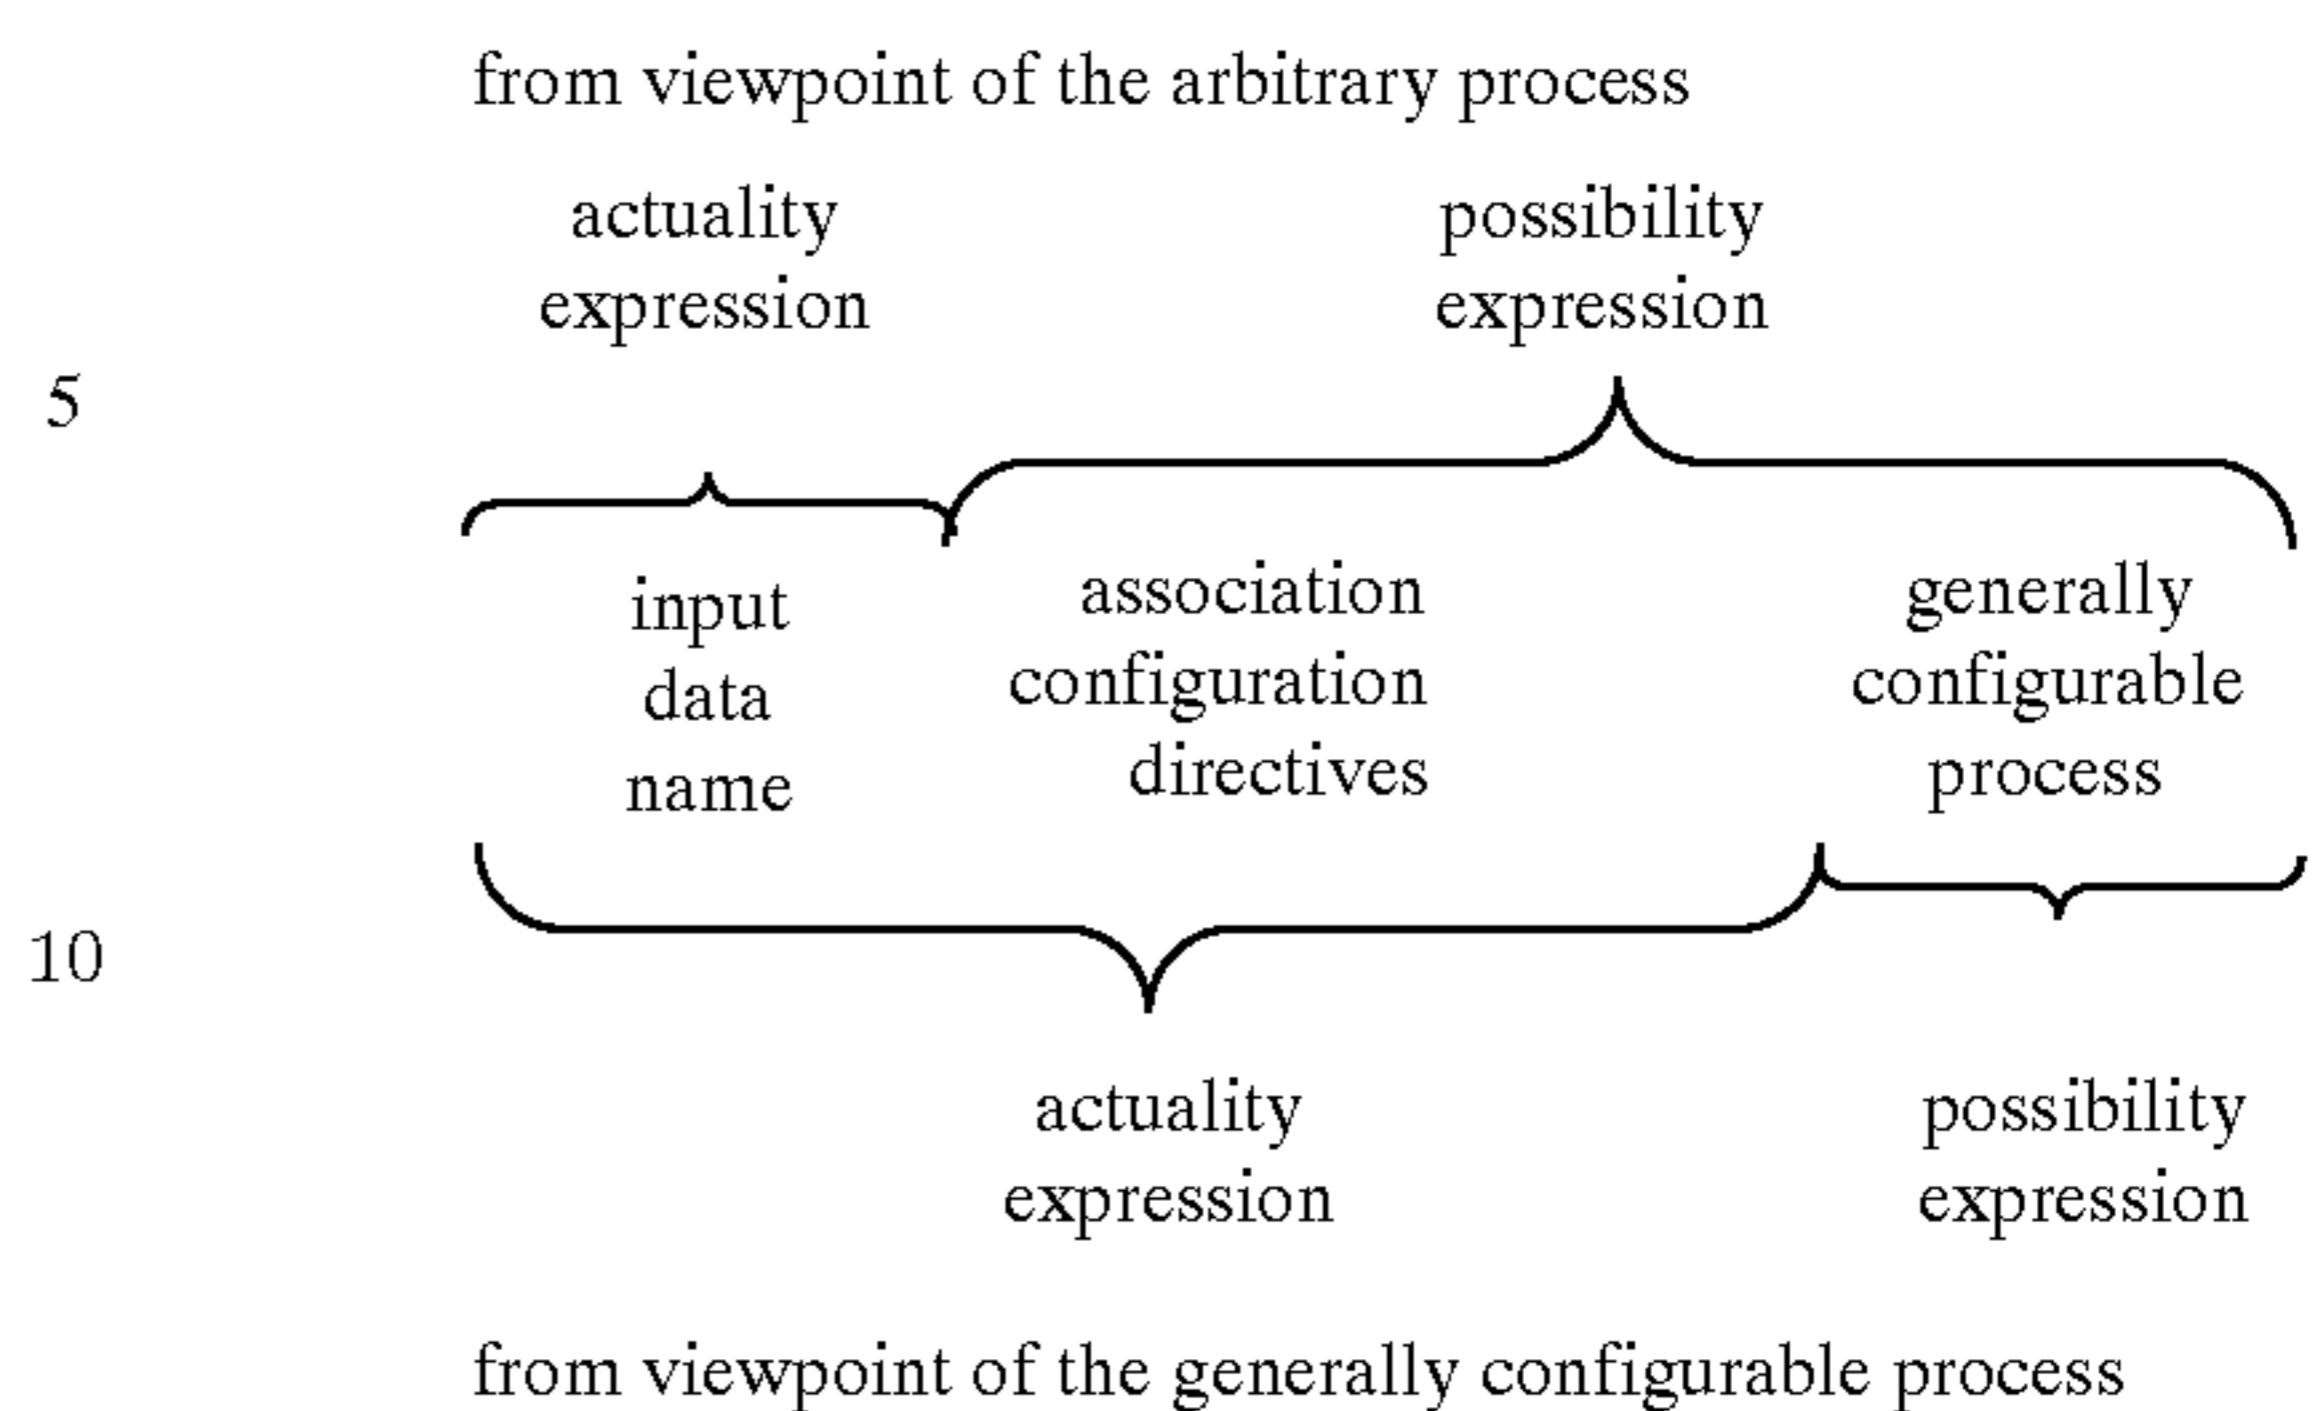 from viewpoint of the arbitrary process
actuality possibility
expression expression
5
input association generally
data configuration configurable
name directives process
10
actuality possibility
expression expression
from viewpoint of the generally configurable process